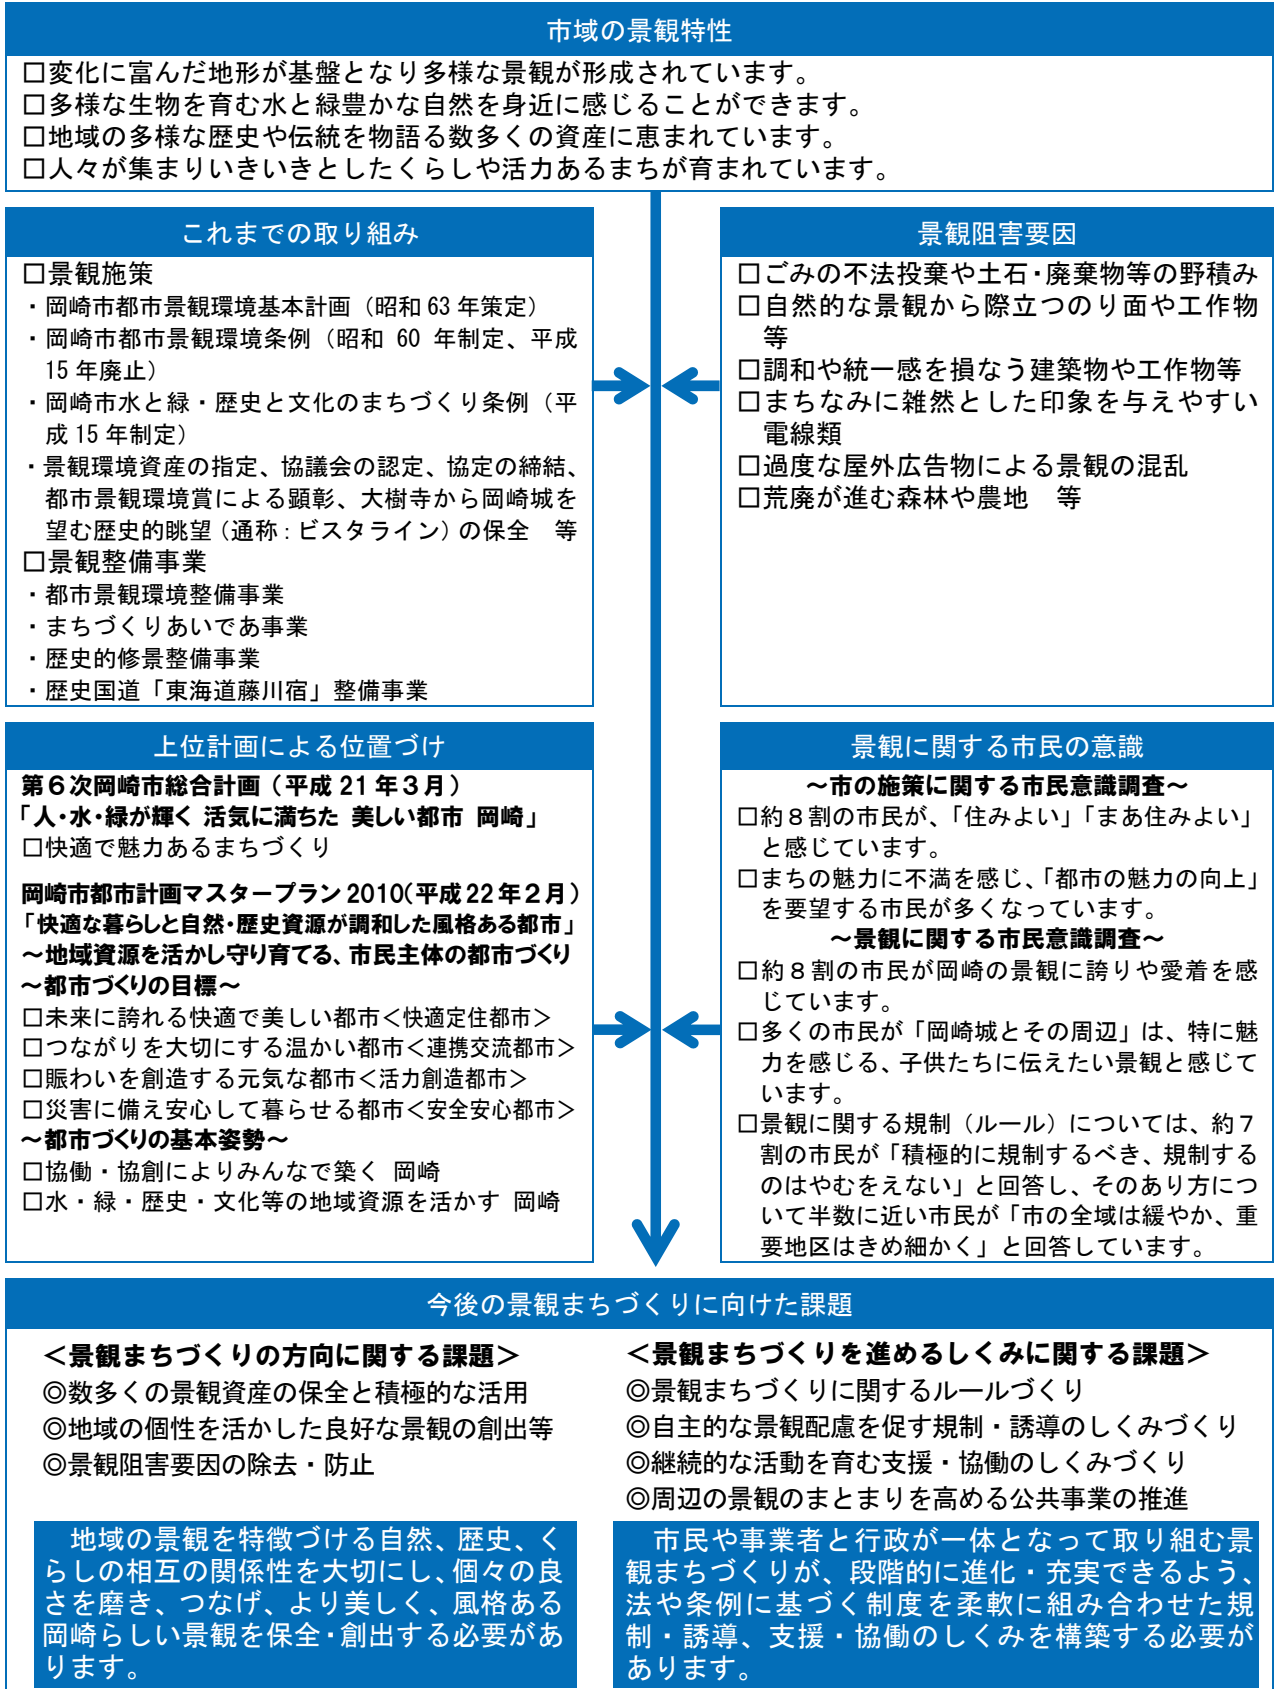 市域の景観特性
□変化に富んだ地形が基盤となり多様な景観が形成されています。
□多様な生物を育む水と緑豊かな自然を身近に感じることができます。
□地域の多様な歴史や伝統を物語る数多くの資産に恵まれています。
□人々が集まりいきいきとしたくらしや活力あるまちが育まれています。
これまでの取り組み
□景観施策
・岡崎市都市景観環境基本計画（昭和 63 年策定）
・岡崎市都市景観環境条例（昭和 60 年制定、平成
15 年廃止）
・岡崎市水と緑・歴史と文化のまちづくり条例（平
成 15 年制定）
・景観環境資産の指定、協議会の認定、協定の締結、
都市景観環境賞による顕彰、大樹寺から岡崎城を
望む歴史的眺望（通称：ビスタライン）の保全　等
□景観整備事業
・都市景観環境整備事業
・まちづくりあいであ事業
・歴史的修景整備事業
・歴史国道「東海道藤川宿」整備事業
景観阻害要因
□ごみの不法投棄や土石・廃棄物等の野積み
□自然的な景観から際立つのり面や工作物
等
□調和や統一感を損なう建築物や工作物等
□まちなみに雑然とした印象を与えやすい
電線類
□過度な屋外広告物による景観の混乱
□荒廃が進む森林や農地　等
上位計画による位置づけ
第６次岡崎市総合計画（平成 21 年３月）
「人・水・緑が輝く 活気に満ちた 美しい都市 岡崎」
□快適で魅力あるまちづくり
岡崎市都市計画マスタープラン 2010（平成 22 年２月）
「快適な暮らしと自然・歴史資源が調和した風格ある都市」
～地域資源を活かし守り育てる、市民主体の都市づくり
～都市づくりの目標～
□未来に誇れる快適で美しい都市＜快適定住都市＞
□つながりを大切にする温かい都市＜連携交流都市＞
□賑わいを創造する元気な都市＜活力創造都市＞
□災害に備え安心して暮らせる都市＜安全安心都市＞
～都市づくりの基本姿勢～
□協働・協創によりみんなで築く 岡崎
□水・緑・歴史・文化等の地域資源を活かす 岡崎
景観に関する市民の意識
～市の施策に関する市民意識調査～
□約８割の市民が、「住みよい」「まあ住みよい」
と感じています。
□まちの魅力に不満を感じ、「都市の魅力の向上」
を要望する市民が多くなっています。
～景観に関する市民意識調査～
□約８割の市民が岡崎の景観に誇りや愛着を感
じています。
□多くの市民が「岡崎城とその周辺」は、特に魅
力を感じる、子供たちに伝えたい景観と感じて
います。
□景観に関する規制（ルール）については、約７
割の市民が「積極的に規制するべき、規制する
のはやむをえない」と回答し、そのあり方につ
いて半数に近い市民が「市の全域は緩やか、重
要地区はきめ細かく」と回答しています。
今後の景観まちづくりに向けた課題
＜景観まちづくりの方向に関する課題＞
◎数多くの景観資産の保全と積極的な活用
◎地域の個性を活かした良好な景観の創出等
◎景観阻害要因の除去・防止
地域の景観を特徴づける自然、歴史、く
らしの相互の関係性を大切にし、個々の良
さを磨き、つなげ、より美しく、風格ある
岡崎らしい景観を保全・創出する必要があ
ります。
＜景観まちづくりを進めるしくみに関する課題＞
◎景観まちづくりに関するルールづくり
◎自主的な景観配慮を促す規制・誘導のしくみづくり
◎継続的な活動を育む支援・協働のしくみづくり
◎周辺の景観のまとまりを高める公共事業の推進
市民や事業者と行政が一体となって取り組む景
観まちづくりが、段階的に進化・充実できるよう、
法や条例に基づく制度を柔軟に組み合わせた規
制・誘導、支援・協働のしくみを構築する必要が
あります。